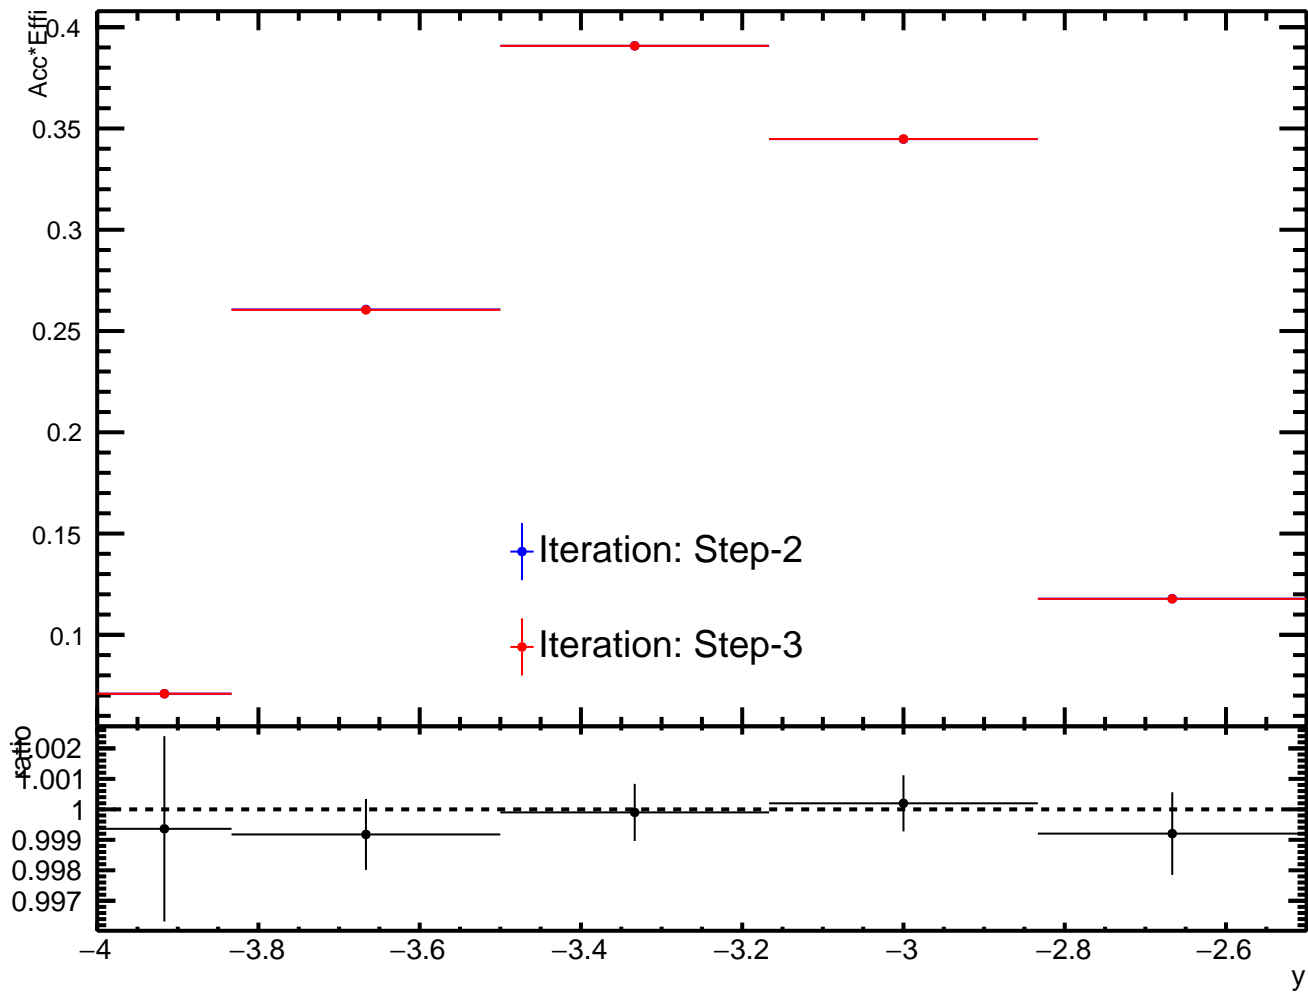 Acc*Effi
0.4
0.35
0.3
0.25
0.2
0.15
0.1
Iteration: Step-2
Iteration: Step-3
ratio
1.002
1.001
1
0.999
0.998
0.997
−4 −3.8 −3.6 −3.4 −3.2 −3 −2.8 −2.6
y